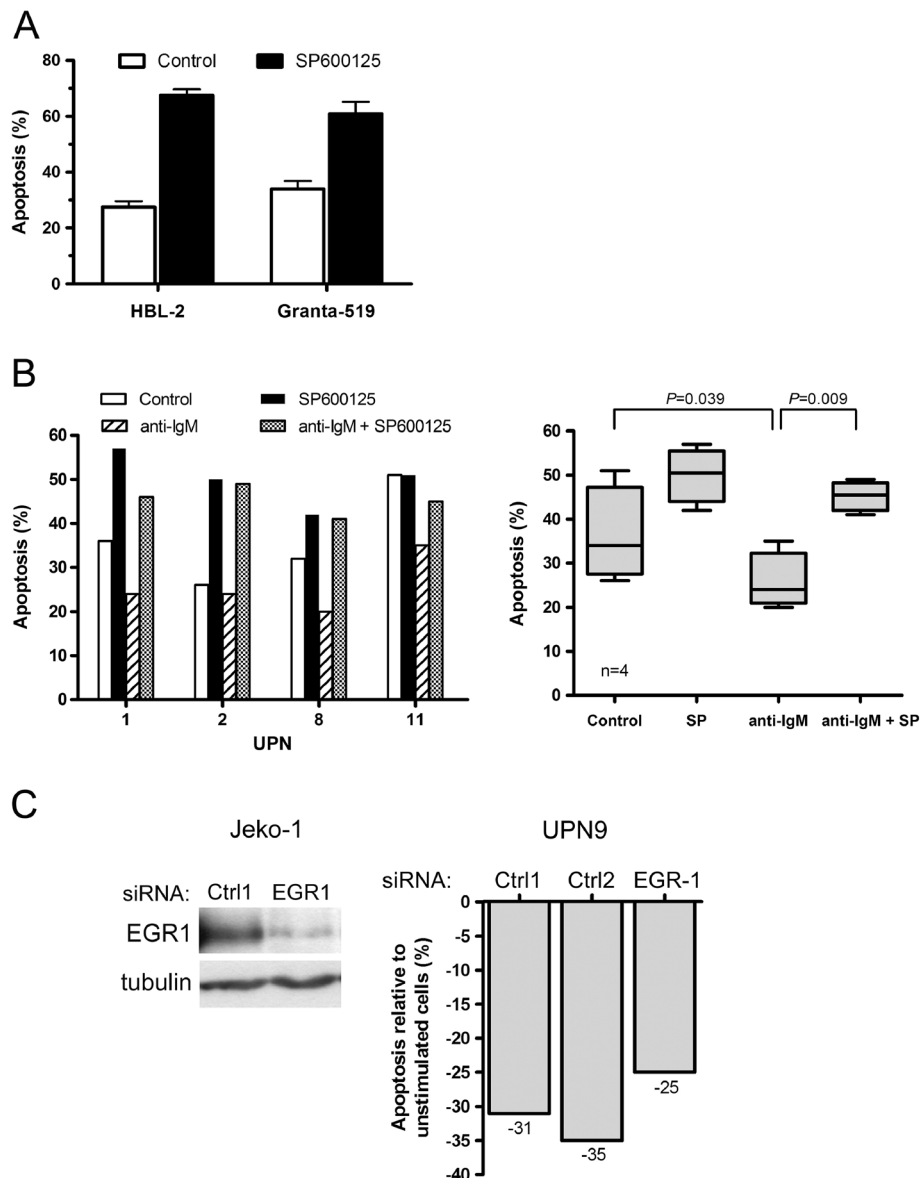 A
Control SP600125
Apoptosis (%)
80
60
40
20
0
HBL-2 Granta-519
B
Control SP600125
anti-IgM anti-IgM + SP600125
Apoptosis (%)
60
50
40
30
20
10
0
1 2 8 11
UPN
P=0.039 P=0.009
Apoptosis (%)
60
50
40
30
20
10
0
n=4
Control SP anti-IgM anti-IgM + SP
C
Jeko-1
siRNA: Ctrl1 EGR1
EGR1
tubulin
UPN9
siRNA: Ctrl1 Ctrl2 EGR-1
Apoptosis relative to
unstimulated cells (%)
0
-5
-10
-15
-20
-25
-30
-35
-40
-31
-35
-25